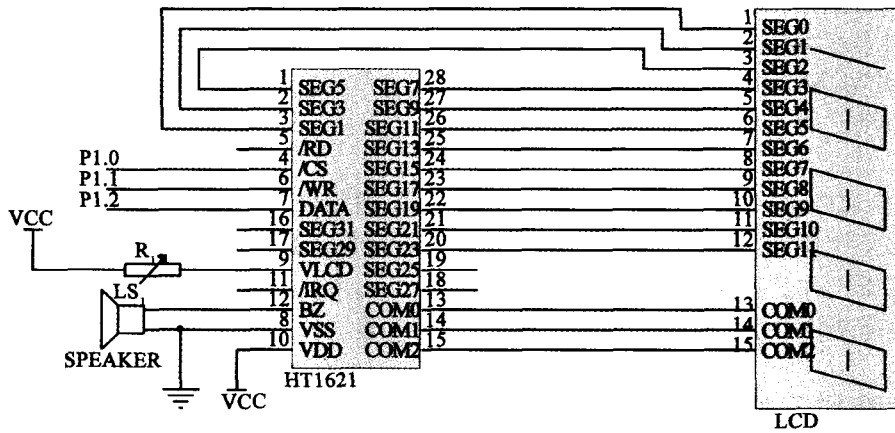 P1.0
P1.1
P1.2
VCC
R
LS
SPEAKER
VCC
1 SEG5 SEG7 28
2 SEG3 SEG9 27
3 SEG1 SEG11 26
5 /RD SEG13 25
4 /CS SEG15 24
6 /WR SEG17 23
7 DATA SEG19 22
16 SEG31 SEG21 21
17 SEG29 SEG23 20
9 VLCD SEG25 19
11 /IRQ SEG27 18
12 BZ COM0 13
8 VSS COM1 14
10 VDD COM2 15
HT1621
1 SEG0
2 SEG1
3 SEG2
4 SEG3
5 SEG4
6 SEG5
7 SEG6
8 SEG7
9 SEG8
10 SEG9
11 SEG10
12 SEG11
13 COM0
14 COM1
15 COM2
LCD